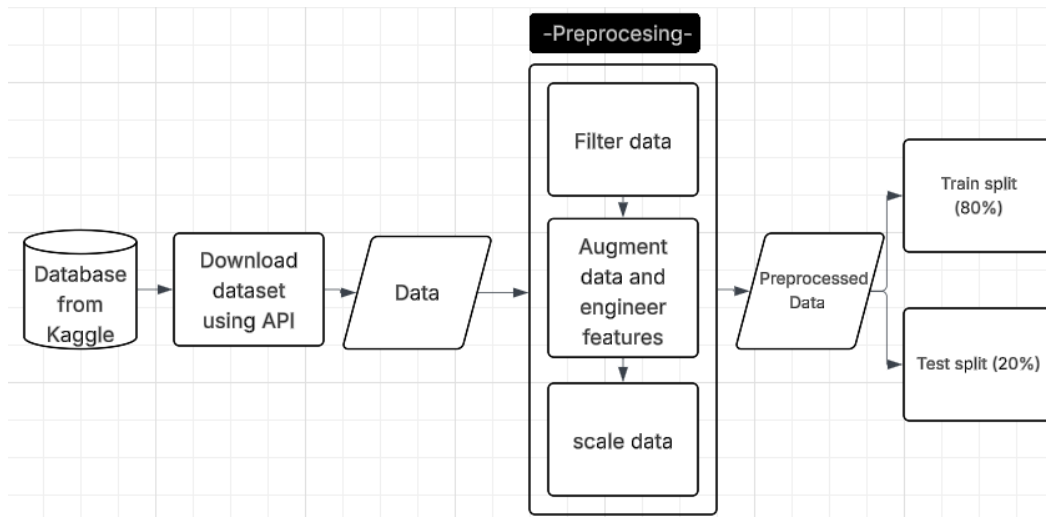 -Preprocesing-
Database
from
Kaggle
Download
dataset
using API
Data
Filter data
Augment
data and
engineer
features
scale data
Preprocessed
Data
Train split
(80%)
Test split (20%)